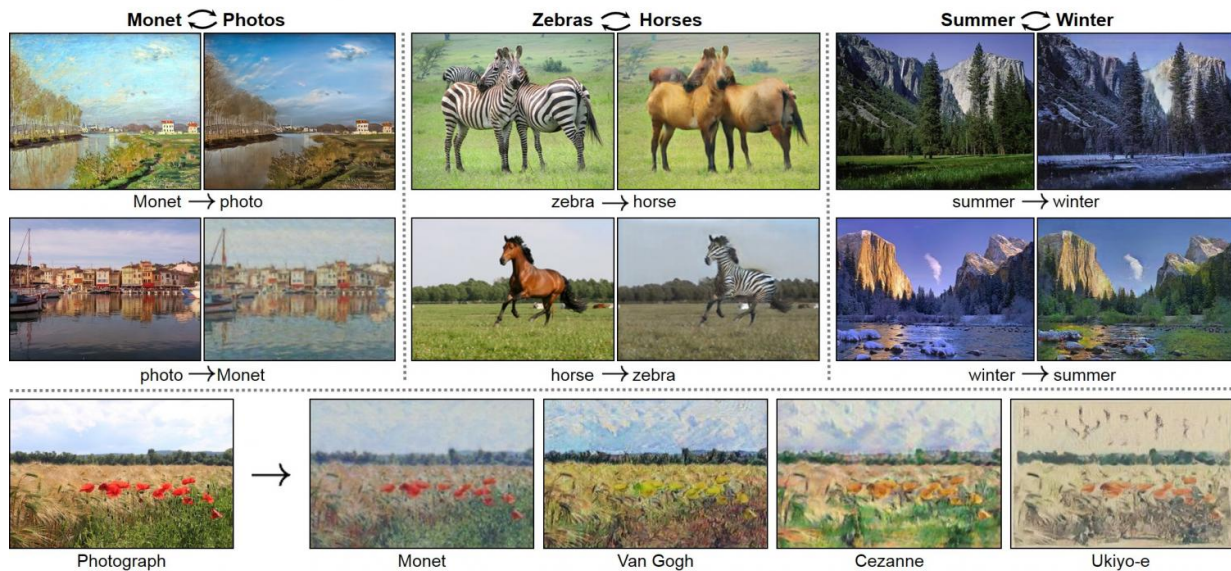 Monet ⇄ Photos
Zebras ⇄ Horses
Summer ⇄ Winter
Monet → photo
zebra → horse
summer → winter
photo → Monet
horse → zebra
winter → summer
Photograph
Monet
Van Gogh
Cezanne
Ukiyo-e